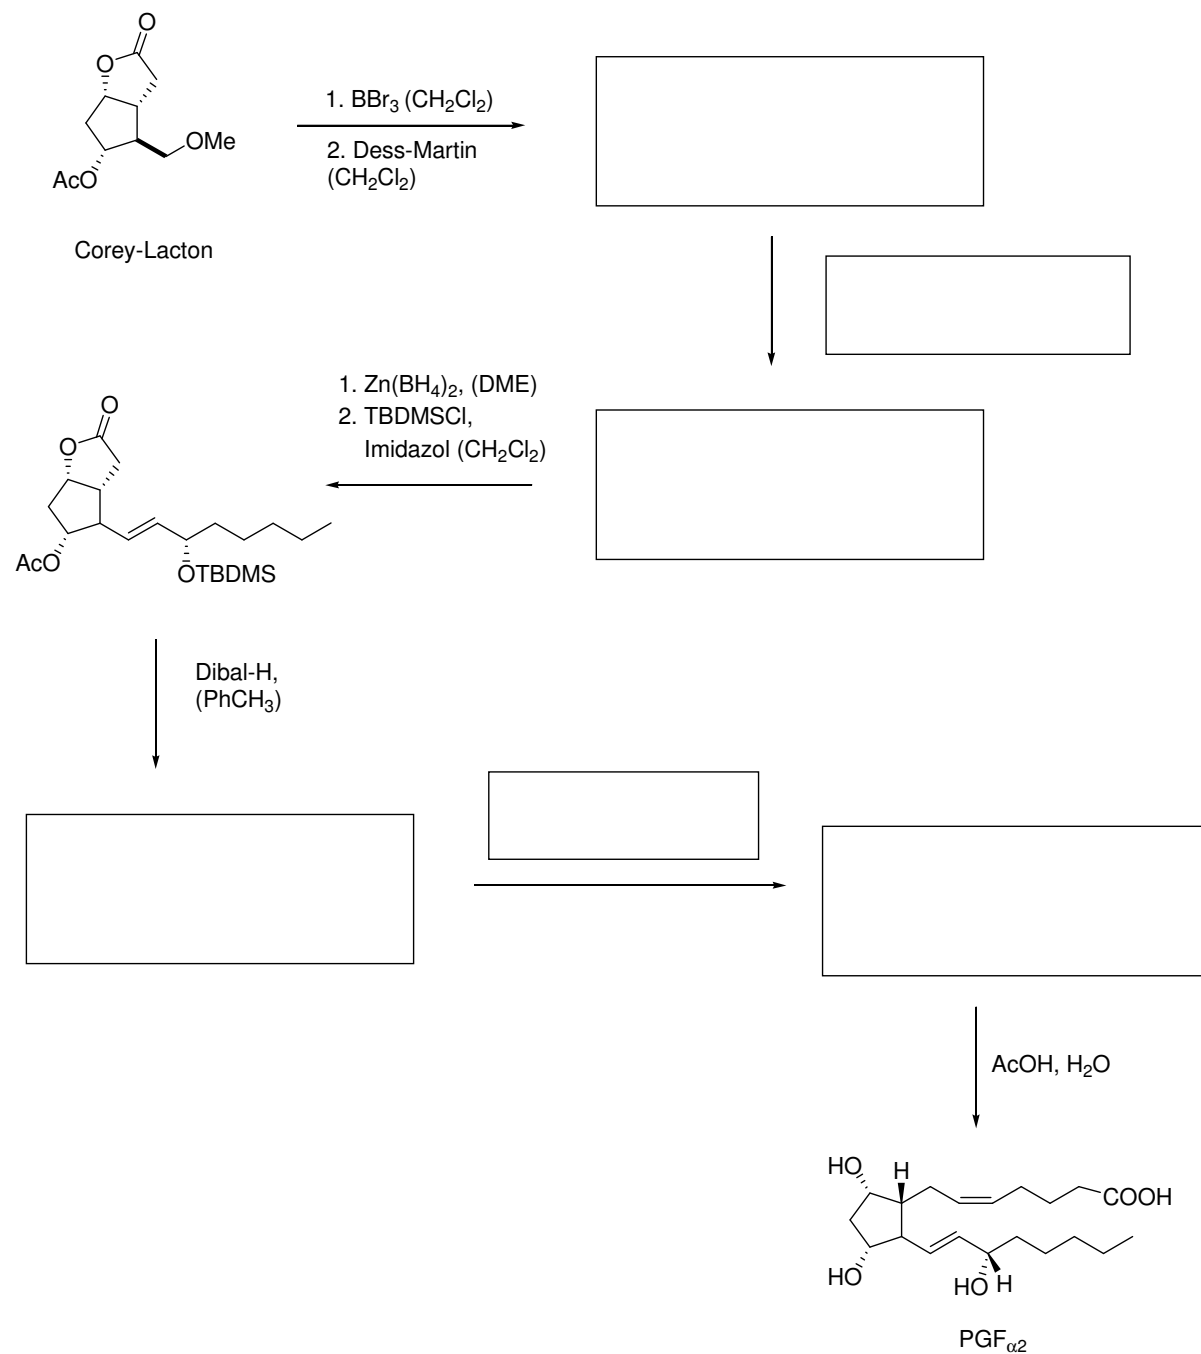 O
O
OMe
AcO
Corey-Lacton
1. BBr₃ (CH₂Cl₂)
2. Dess-Martin
(CH₂Cl₂)
1. Zn(BH₄)₂, (DME)
2. TBDMSCl,
Imidazol (CH₂Cl₂)
O
O
AcO
OTBDMS
Dibal-H,
(PhCH₃)
AcOH, H₂O
HO
H
COOH
HO
HO
H
PGFα2